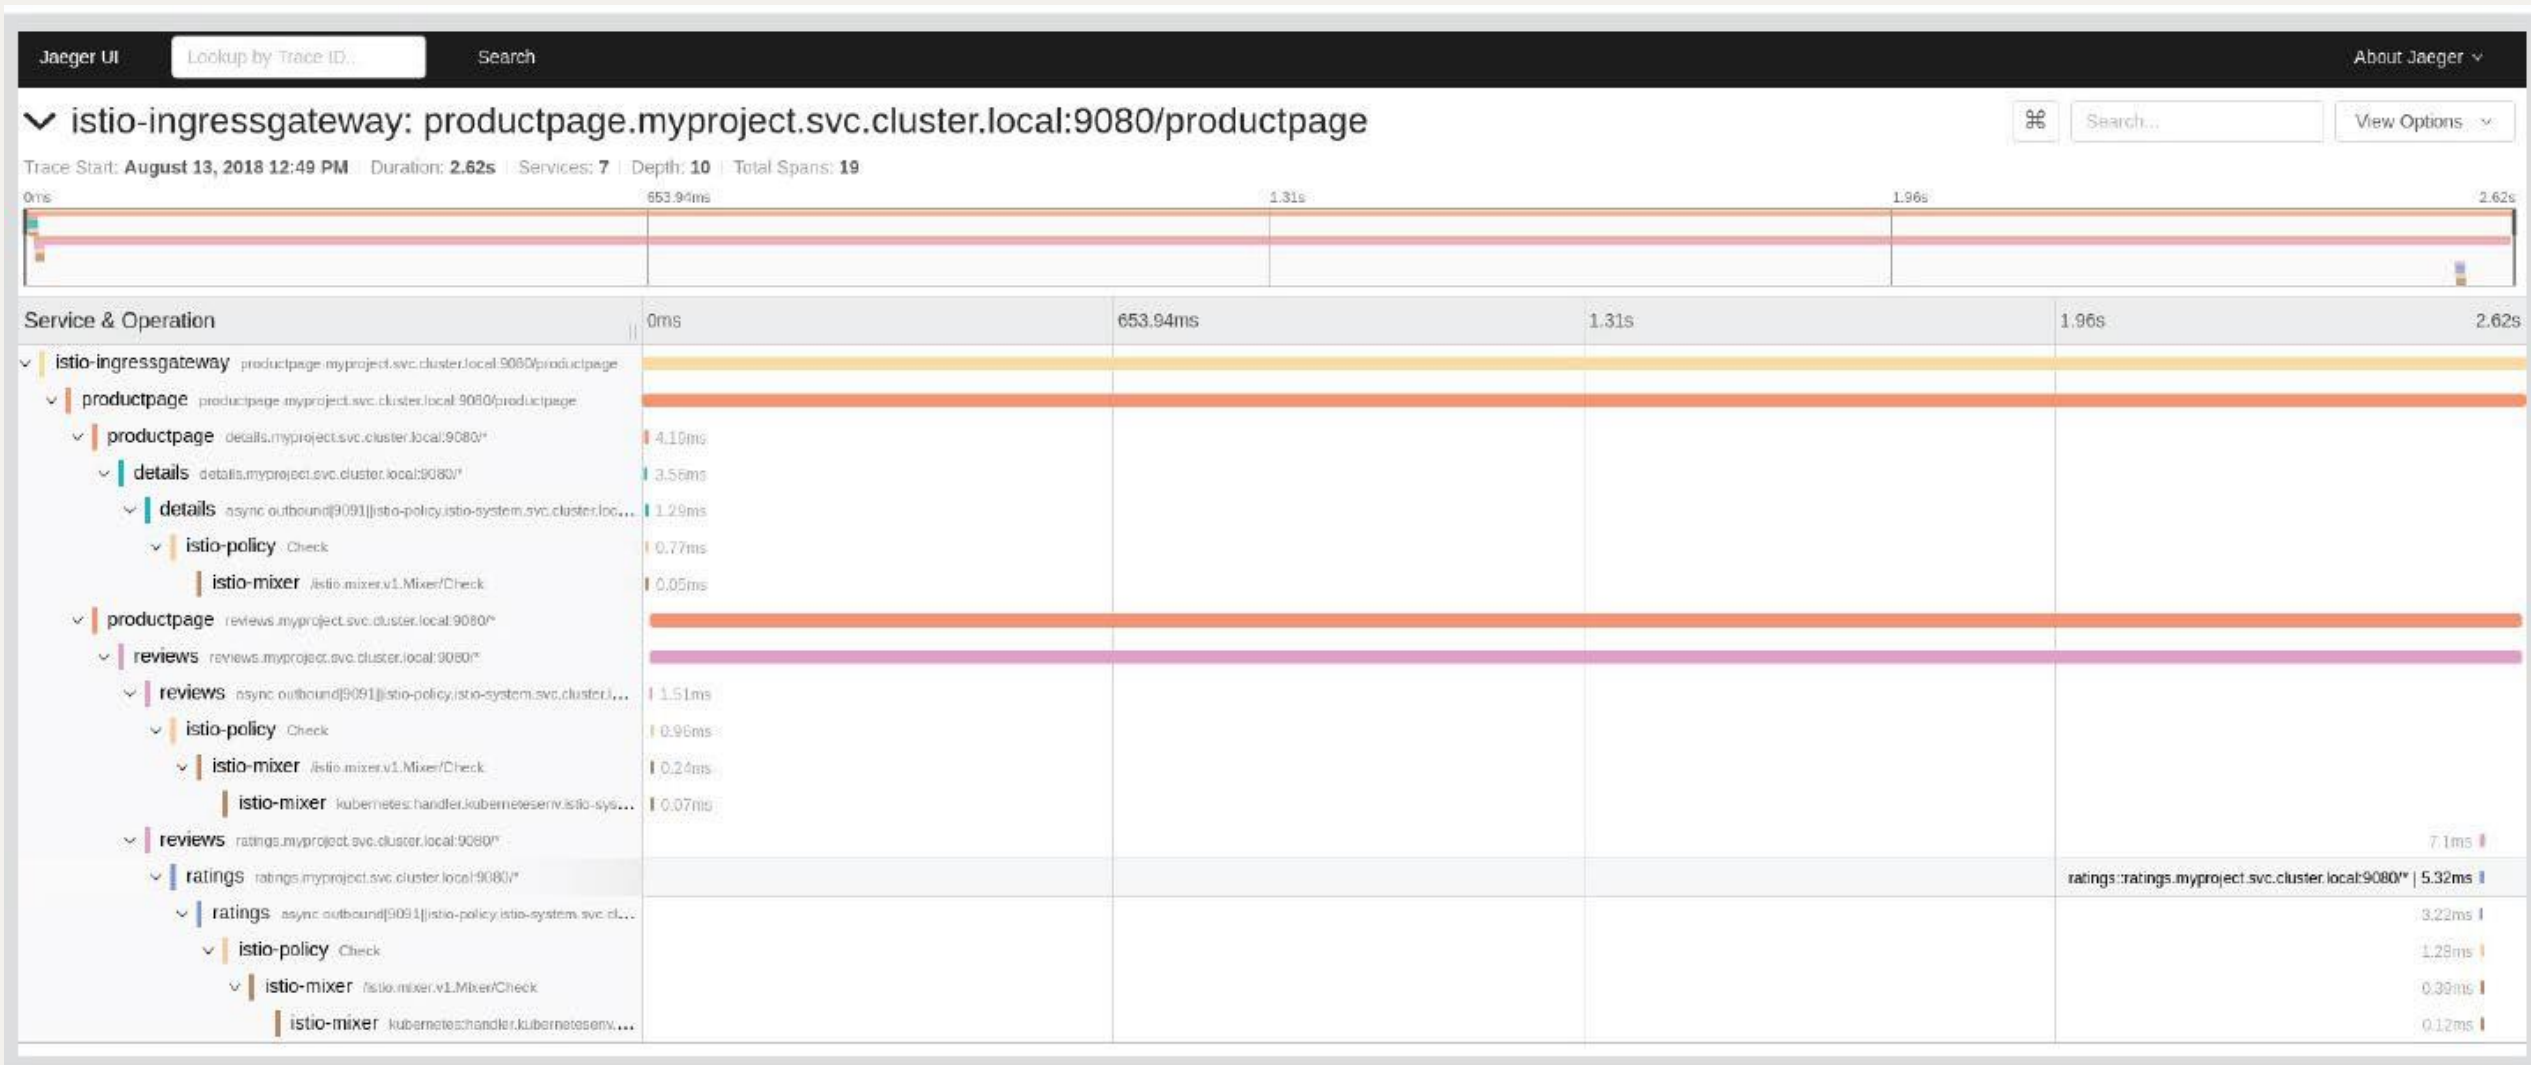 Jaeger UI Lookup by Trace ID... Search About Jaeger
istio-ingressgateway: productpage.myproject.svc.cluster.local:9080/productpage ⌘ Search... View Options
Trace Start: August 13, 2018 12:49 PM Duration: 2.62s Services: 7 Depth: 10 Total Spans: 19
0ms 653.94ms 1.31s 1.96s 2.62s
Service & Operation 0ms 653.94ms 1.31s 1.96s 2.62s
istio-ingressgateway productpage.myproject.svc.cluster.local:9080/productpage
productpage productpage.myproject.svc.cluster.local:9080/productpage
productpage details.myproject.svc.cluster.local:9080/* 4.19ms
details details.myproject.svc.cluster.local:9080/* 3.56ms
details async outbound|9091||istio-policy.istio-system.svc.cluster.loc... 1.29ms
istio-policy Check 0.77ms
istio-mixer /istio.mixer.v1.Mixer/Check 0.05ms
productpage reviews.myproject.svc.cluster.local:9080/*
reviews reviews.myproject.svc.cluster.local:9080/*
reviews async outbound|9091||istio-policy.istio-system.svc.cluster.l... 1.51ms
istio-policy Check 0.96ms
istio-mixer /istio.mixer.v1.Mixer/Check 0.24ms
istio-mixer kubernetes:handler.kubernetesenv.istio-sys... 0.07ms
reviews ratings.myproject.svc.cluster.local:9080/* 7.1ms
ratings ratings.myproject.svc.cluster.local:9080/* ratings::ratings.myproject.svc.cluster.local:9080/* | 5.32ms
ratings async outbound|9091||istio-policy.istio-system.svc.cl... 3.22ms
istio-policy Check 1.28ms
istio-mixer /istio.mixer.v1.Mixer/Check 0.39ms
istio-mixer kubernetes:handler.kubernetesenv.... 0.12ms